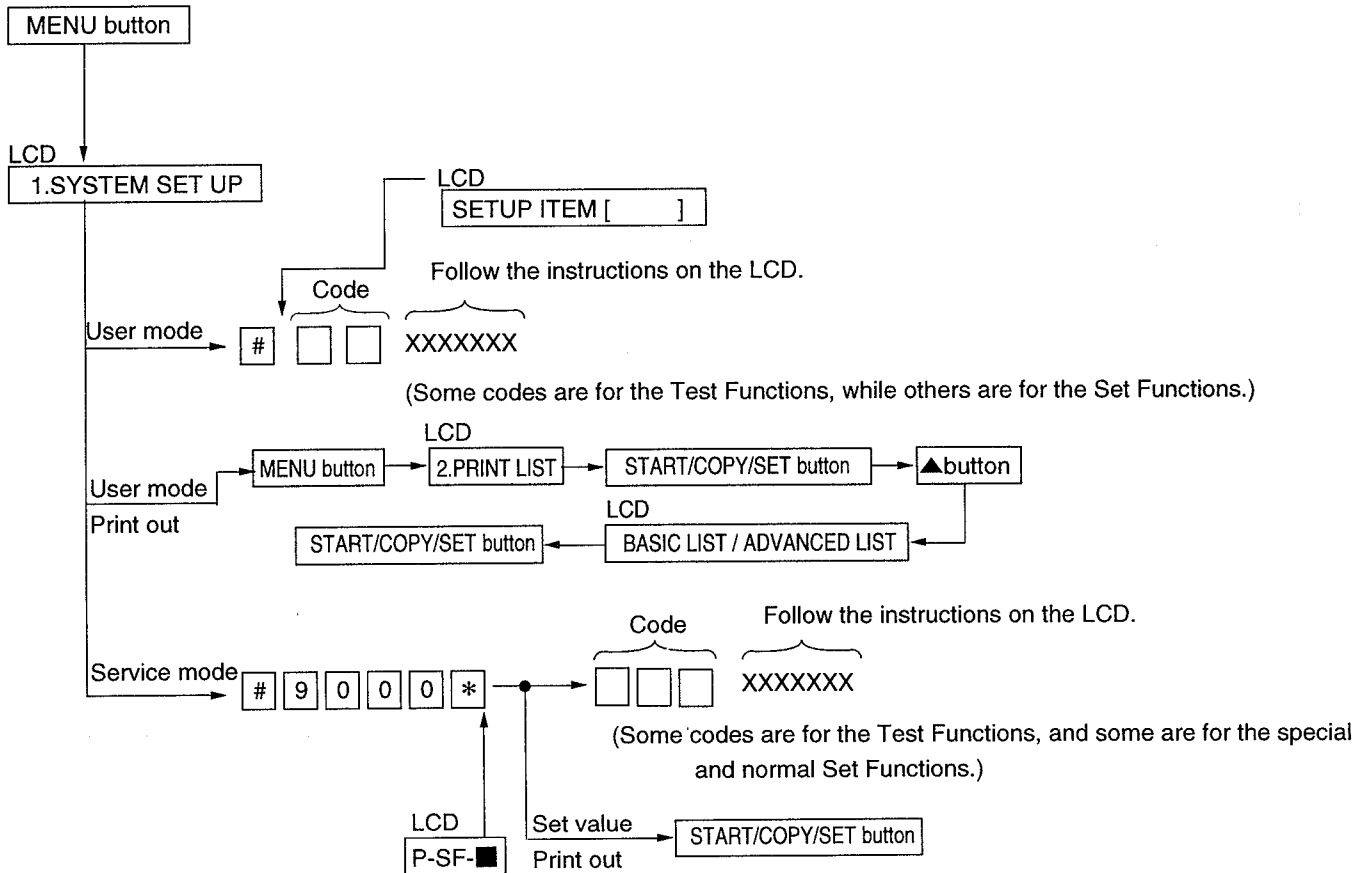 MENU button
LCD
1.SYSTEM SET UP
LCD
SETUP ITEM [ ]
Follow the instructions on the LCD.
Code
User mode
# XXXXXXX
(Some codes are for the Test Functions, while others are for the Set Functions.)
LCD
MENU button 2.PRINT LIST START/COPY/SET button ▲button
User mode
Print out
LCD
START/COPY/SET button BASIC LIST / ADVANCED LIST
Follow the instructions on the LCD.
Code
Service mode
# 9 0 0 0 * XXXXXXX
(Some codes are for the Test Functions, and some are for the special
and normal Set Functions.)
LCD
P-SF-■
Set value
Print out
START/COPY/SET button